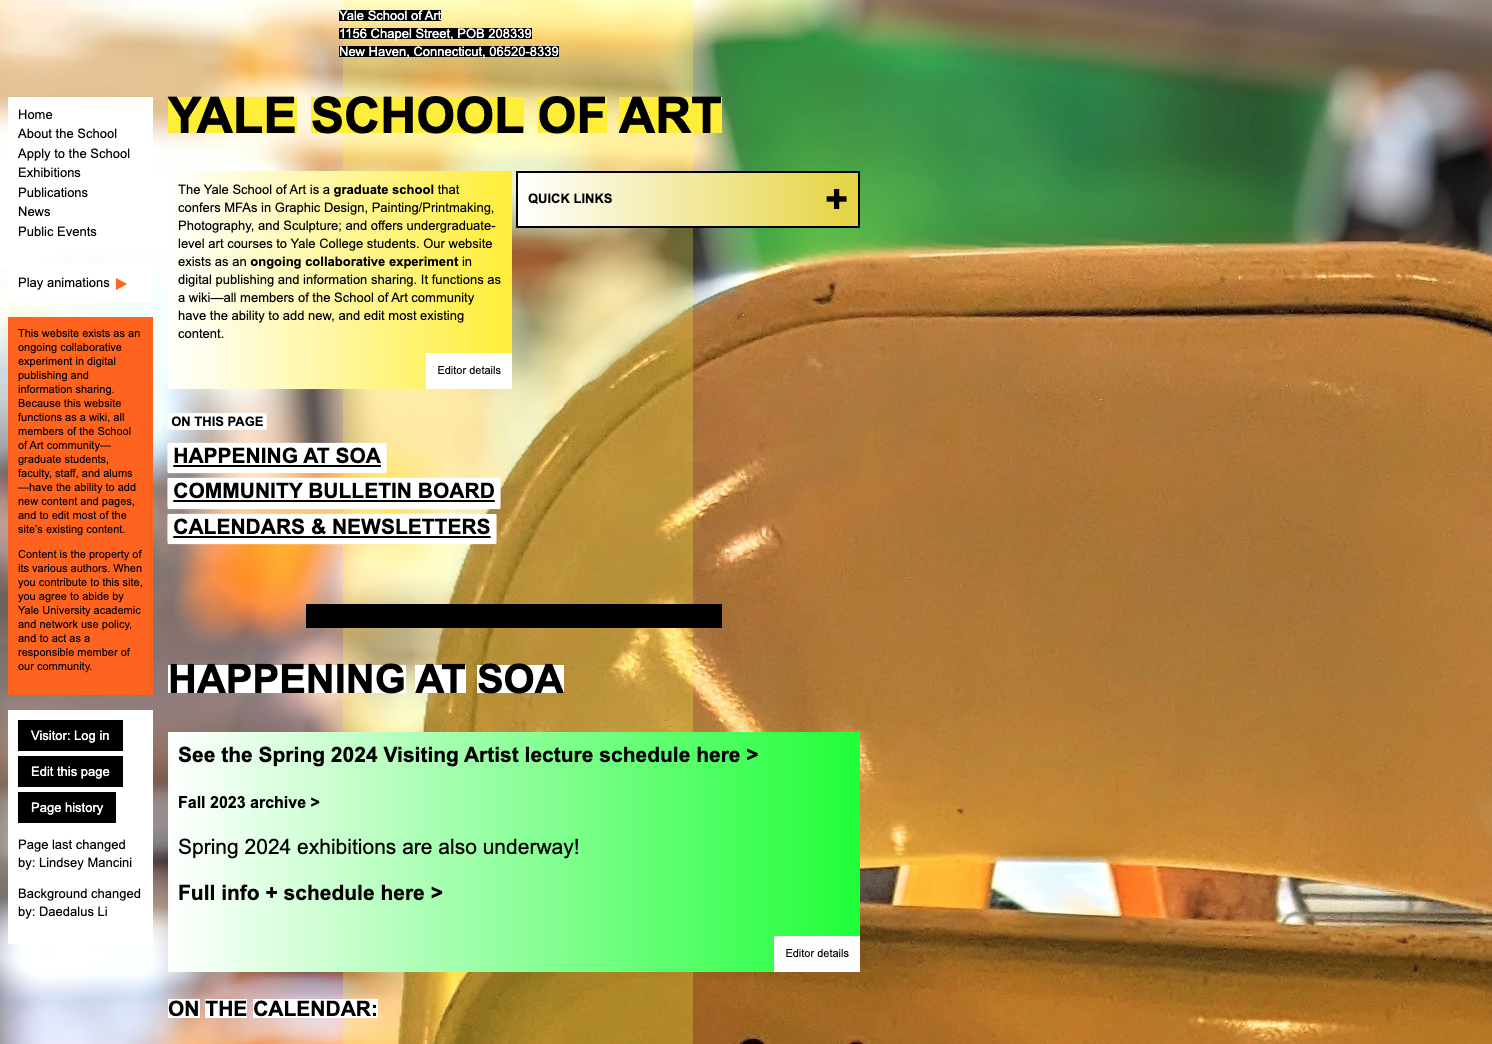 Yale School of Art
1156 Chapel Street, POB 208339
New Haven, Connecticut, 06520-8339
Home
About the School
Apply to the School
Exhibitions
Publications
News
Public Events
Play animations
This website exists as an
ongoing collaborative
experiment in digital
publishing and
information sharing.
Because this website
functions as a wiki, all
members of the School
of Art community—
graduate students,
faculty, staff, and alums
—have the ability to add
new content and pages,
and to edit most of the
site's existing content.
Content is the property of
its various authors. When
you contribute to this site,
you agree to abide by
Yale University academic
and network use policy,
and to act as a
responsible member of
our community.
Visitor: Log in
Edit this page
Page history
Page last changed
by: Lindsey Mancini
Background changed
by: Daedalus Li
YALE SCHOOL OF ART
The Yale School of Art is a graduate school that
confers MFAs in Graphic Design, Painting/Printmaking,
Photography, and Sculpture; and offers undergraduate-
level art courses to Yale College students. Our website
exists as an ongoing collaborative experiment in
digital publishing and information sharing. It functions as
a wiki—all members of the School of Art community
have the ability to add new, and edit most existing
content.
Editor details
QUICK LINKS
ON THIS PAGE
HAPPENING AT SOA
COMMUNITY BULLETIN BOARD
CALENDARS & NEWSLETTERS
HAPPENING AT SOA
See the Spring 2024 Visiting Artist lecture schedule here >
Fall 2023 archive >
Spring 2024 exhibitions are also underway!
Full info + schedule here >
Editor details
ON THE CALENDAR: